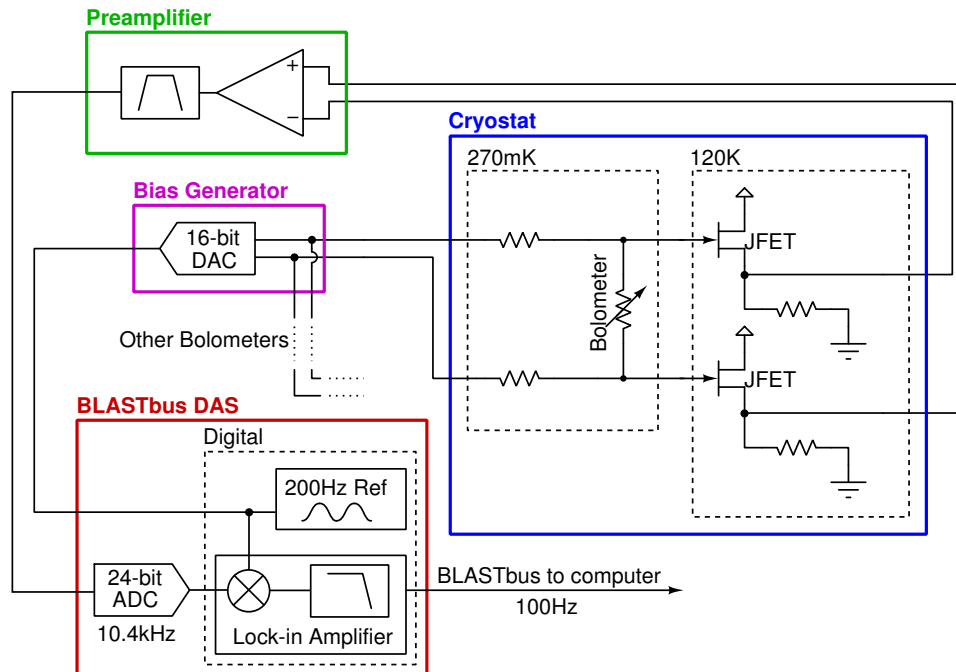 Preamplifier
+
−
Cryostat
270mK
120K
Bias Generator
16-bit
DAC
JFET
Bolometer
Other Bolometers
JFET
BLASTbus DAS
Digital
200Hz Ref
24-bit
ADC
10.4kHz
Lock-in Amplifier
BLASTbus to computer
100Hz